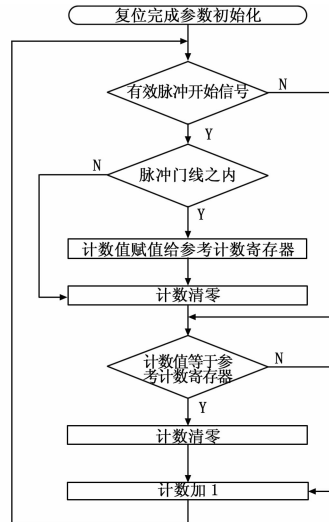 复位完成参数初始化
有效脉冲开始信号
N
Y
脉冲门线之内
N
Y
计数值赋值给参考计数寄存器
计数清零
计数值等于参
考计数寄存器
N
Y
计数清零
计数加 1